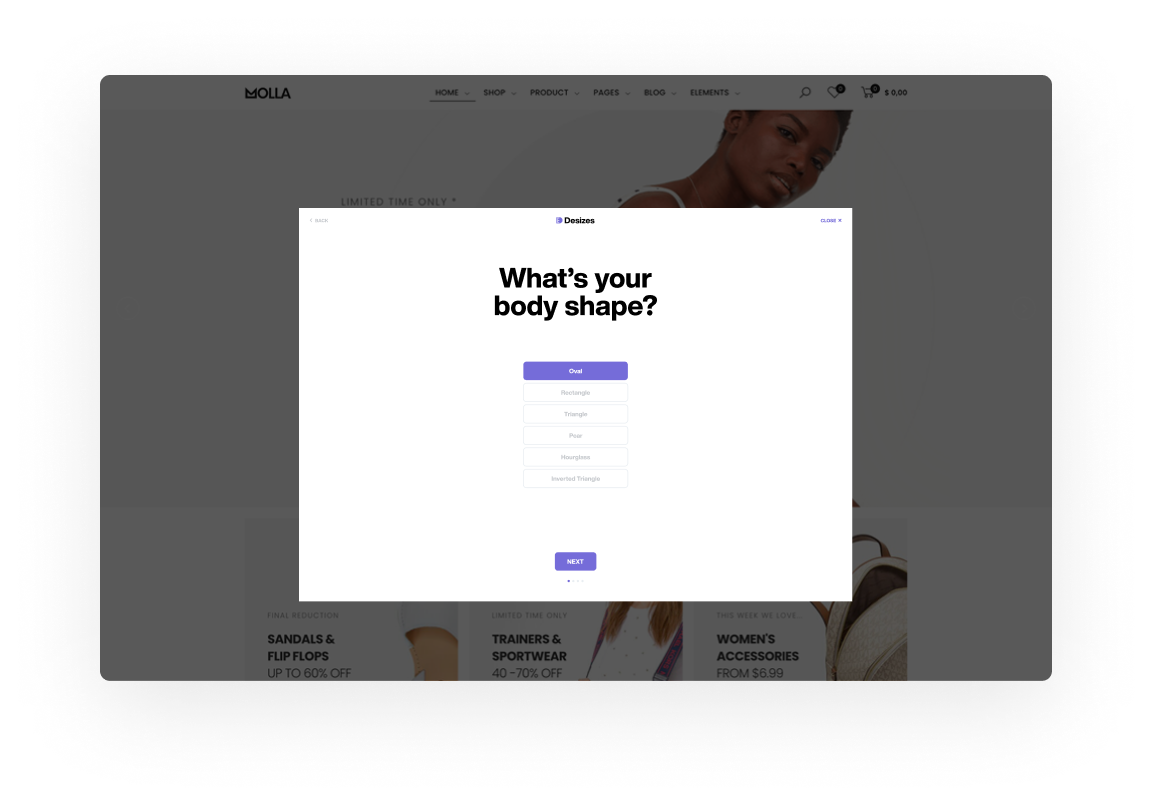 MOLLA
HOME
SHOP
PRODUCT
PAGES
BLOG
ELEMENTS
0
0
$ 0,00
LIMITED TIME ONLY *
BACK
Desizes
CLOSE ✕
What's your
body shape?
Oval
Rectangle
Triangle
Pear
Hourglass
Inverted Triangle
NEXT
FINAL REDUCTION
SANDALS &
FLIP FLOPS
UP TO 60% OFF
LIMITED TIME ONLY
TRAINERS &
SPORTWEAR
40 -70% OFF
THIS WEEK WE LOVE...
WOMEN'S
ACCESSORIES
FROM $6.99